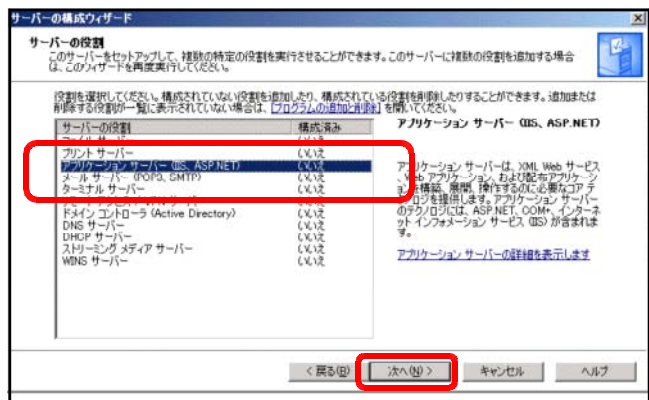 サーバーの構成ウィザード
サーバーの役割
このサーバーをセットアップして、複数の特定の役割を実行させることができます。このサーバーに複数の役割を追加する場合
は、このウィザードを再度実行してください。
役割を選択してください。構成されていない役割を追加したり、構成されている役割を削除したりすることができます。追加または
削除する役割が一覧に表示されていない場合は、[プログラムの追加と削除] を開いてください。
サーバーの役割 構成済み
ファイル サーバー いいえ
プリント サーバー いいえ
アプリケーション サーバー (IIS、ASP.NET) いいえ
メール サーバー (POP3、SMTP) いいえ
ターミナル サーバー いいえ
いいえ
ドメイン コントローラ (Active Directory) いいえ
DNS サーバー いいえ
DHCP サーバー いいえ
ストリーミング メディア サーバー いいえ
WINS サーバー いいえ
アプリケーション サーバー (IIS、ASP.NET)
アプリケーション サーバーは、XML Web サービス
、Web アプリケーション、および配布アプリケーシ
ョンを構築、展開、操作するのに必要なコア テ
クノロジを提供します。アプリケーション サーバー
のテクノロジには、ASP.NET、COM+、インターネ
ット インフォメーション サービス (IIS) が含まれま
す。
アプリケーション サーバーの詳細を表示します
< 戻る(B) 次へ(N) > キャンセル ヘルプ